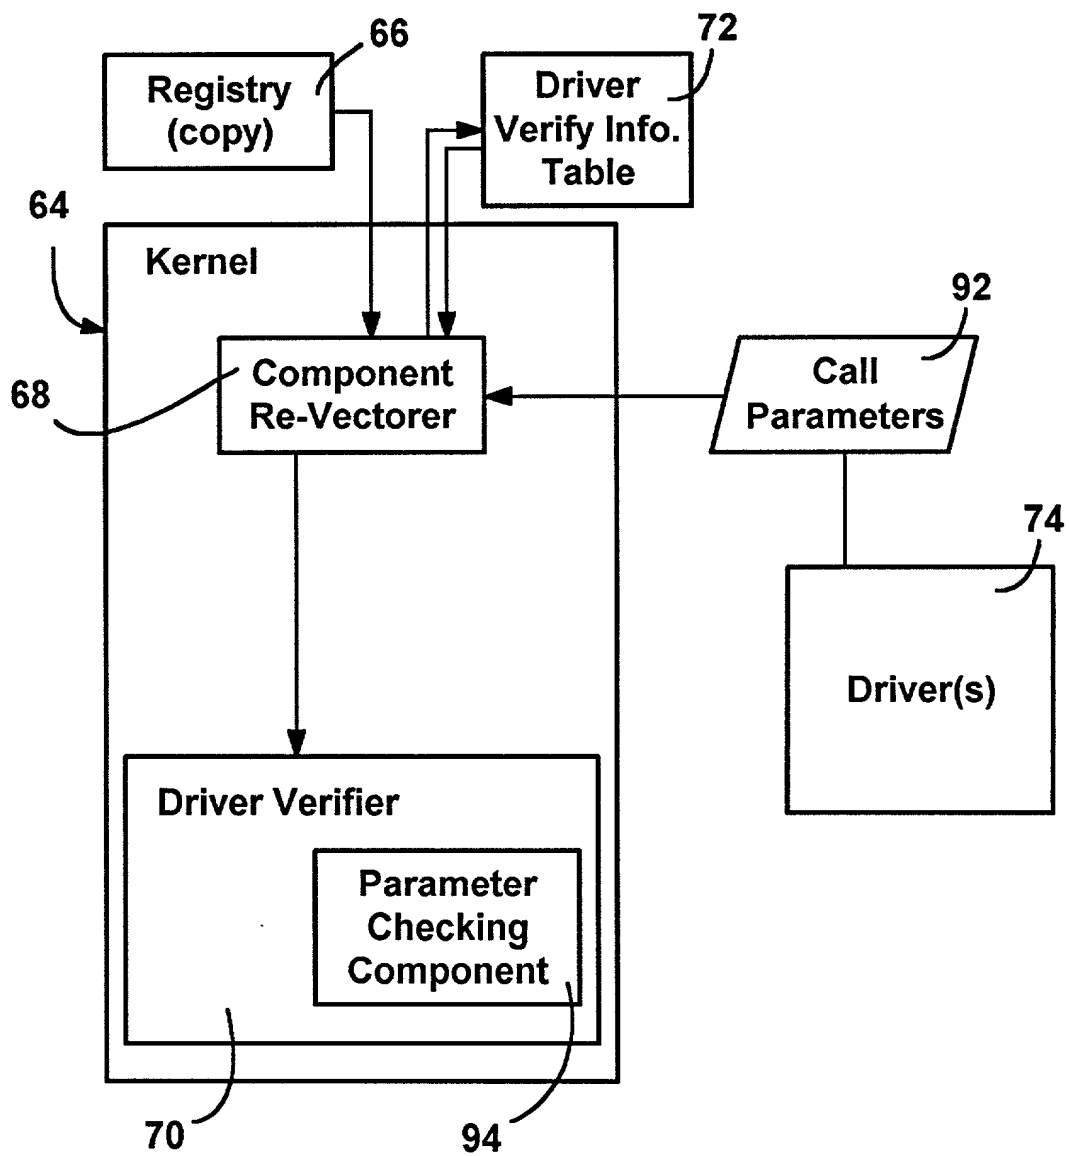 66
72
Registry
(copy)
Driver
Verify Info.
Table
64
Kernel
92
68
Component
Re-Vectorer
Call
Parameters
74
Driver(s)
Driver Verifier
Parameter
Checking
Component
70
94